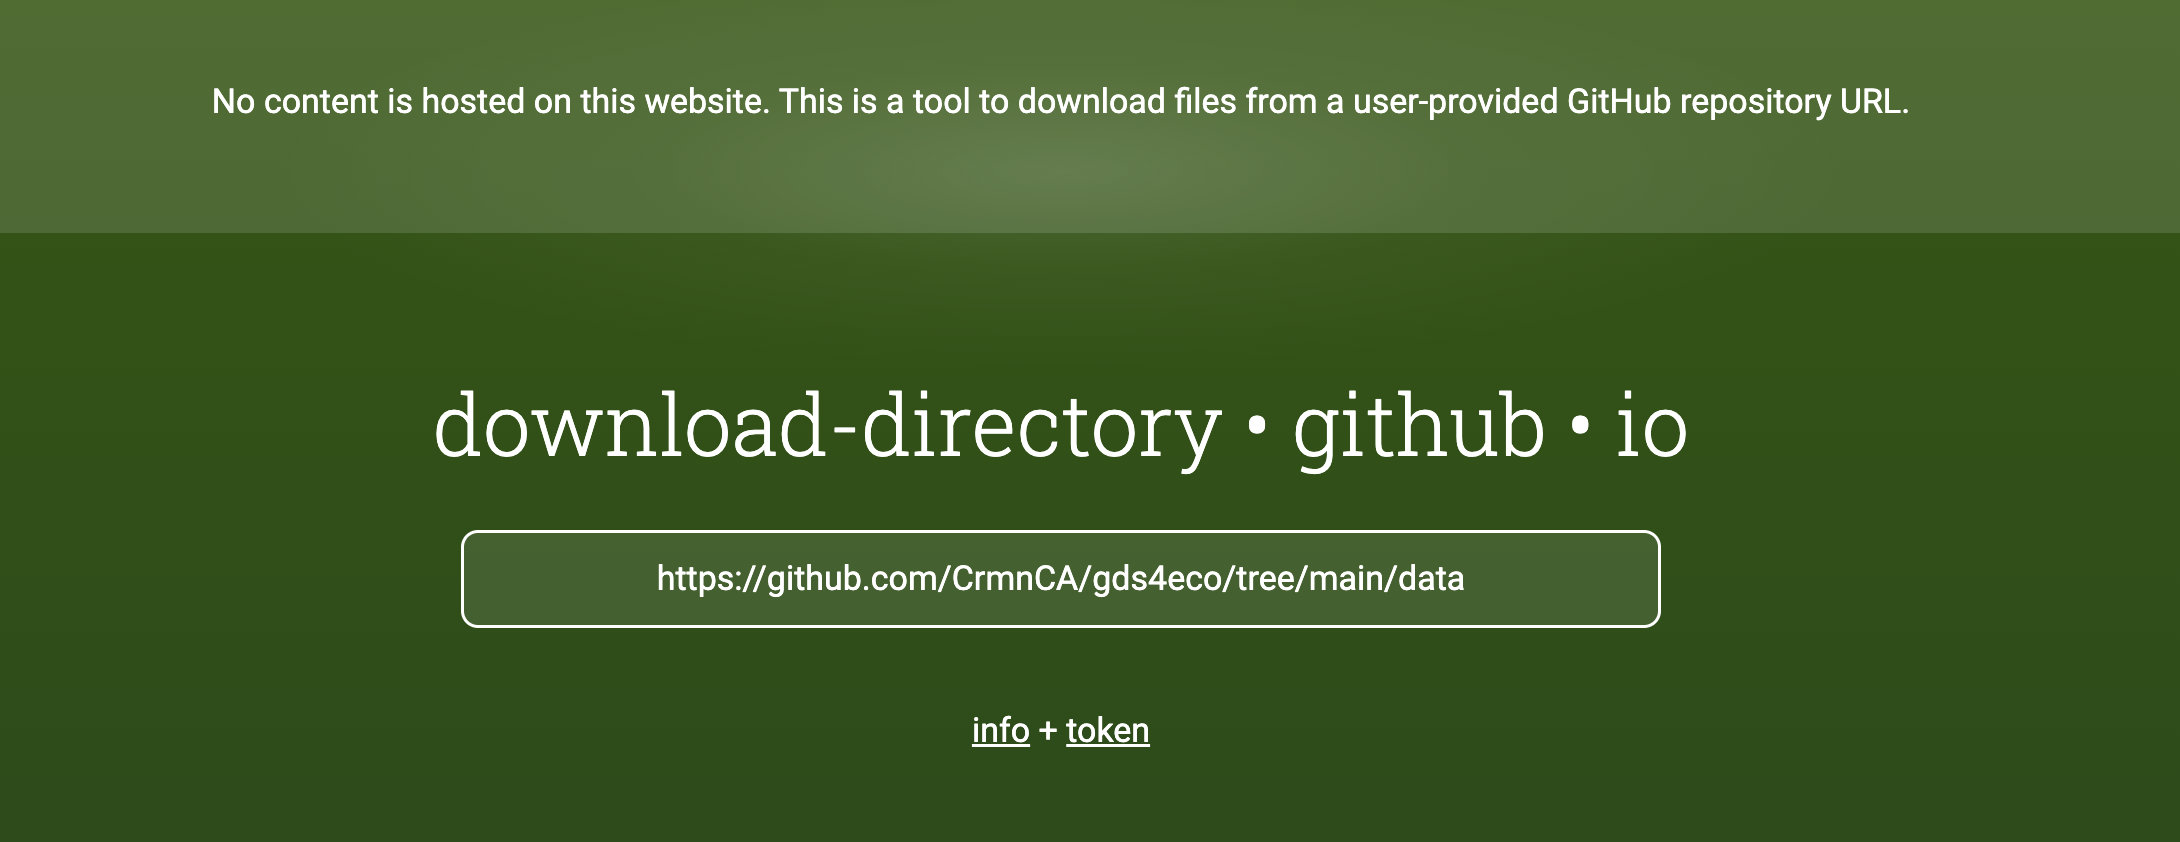 No content is hosted on this website. This is a tool to download files from a user-provided GitHub repository URL.
download-directory • github • io
https://github.com/CrmnCA/gds4eco/tree/main/data
info + token